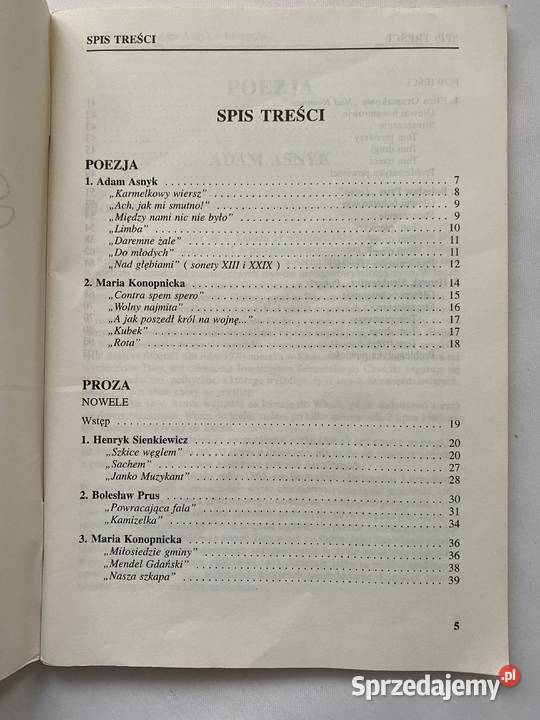 SPIS TREŚCI
SPIS TREŚCI
POEZJA
1. Adam Asnyk 7
„Karmelkowy wiersz” 8
„Ach, jak mi smutno!” 9
„Między nami nic nie było” 9
„Limba” 10
„Daremne żale” 11
„Do młodych” 11
„Nad głębiami” ( sonety XIII i XXIX ) 12
2. Maria Konopnicka 14
„Contra spem spero” 15
„Wolny najmita” 16
„A jak poszedł król na wojnę...” 17
„Kubek” 17
„Rota” 18
PROZA
NOWELE
Wstęp 19
1. Henryk Sienkiewicz 20
„Szkice węglem” 20
„Sachem” 27
„Janko Muzykant” 28
2. Bolesław Prus 30
„Powracająca fala” 31
„Kamizelka” 34
3. Maria Konopnicka 36
„Miłosiedzie gminy” 36
„Mendel Gdański” 38
„Nasza szkapa” 39
5
Sprzedajemy.pl